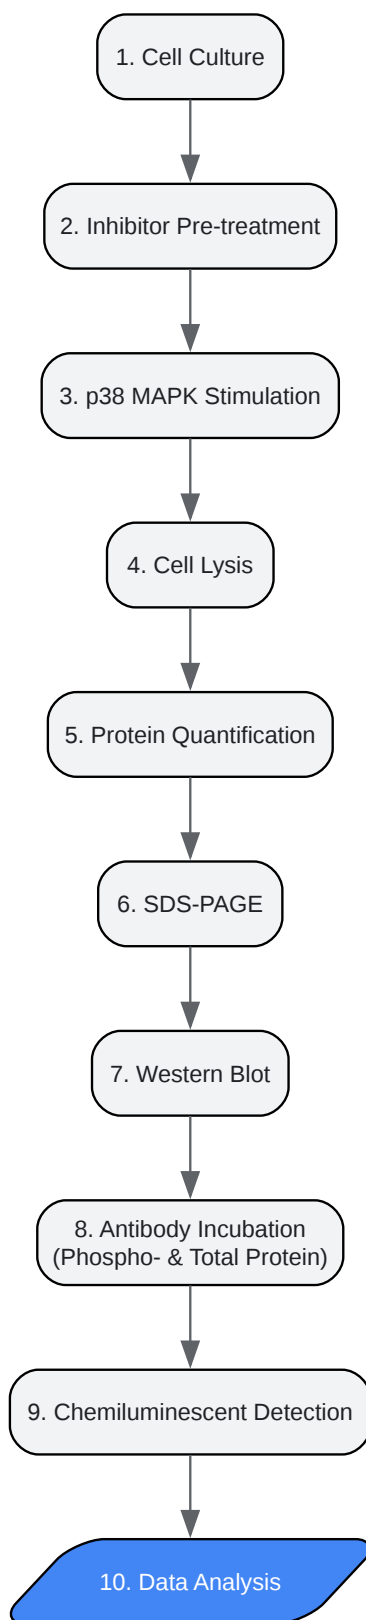 1. Cell Culture
2. Inhibitor Pre-treatment
3. p38 MAPK Stimulation
4. Cell Lysis
5. Protein Quantification
6. SDS-PAGE
7. Western Blot
8. Antibody Incubation
(Phospho- & Total Protein)
9. Chemiluminescent Detection
10. Data Analysis